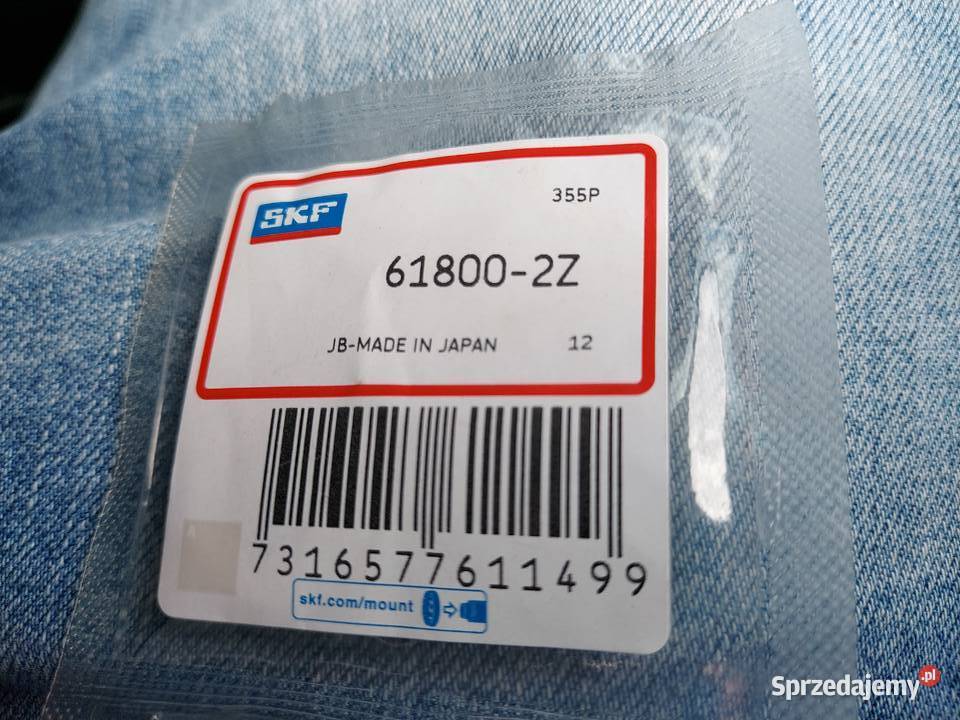 SKF
355P
61800-2Z
JB-MADE IN JAPAN 12
A
7316577611499
skf.com/mount
Sprzedajemy.pl